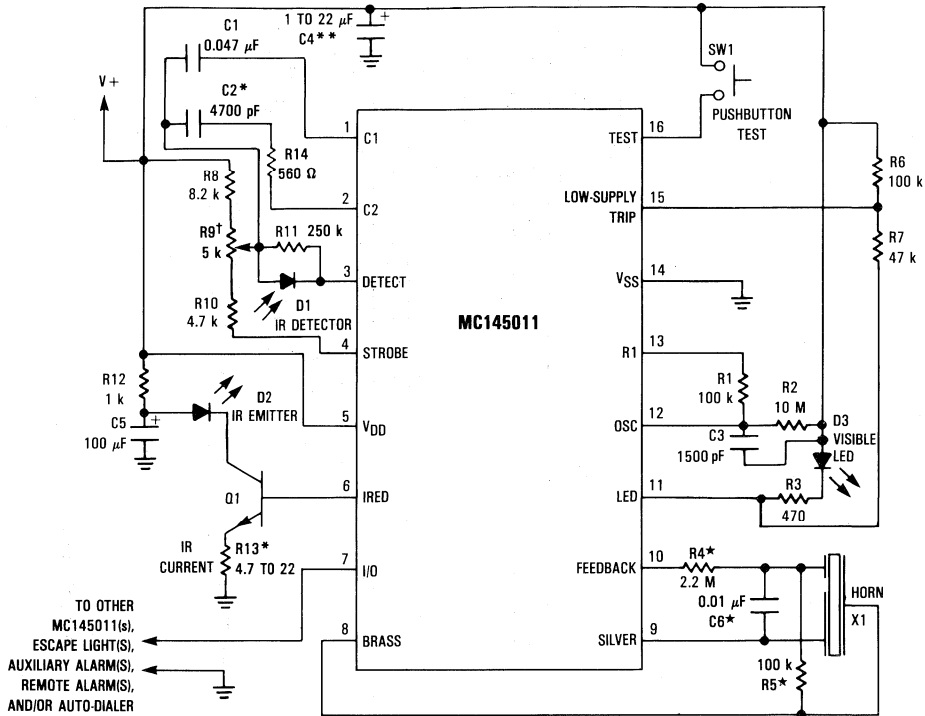 C1
0.047 µF
1 TO 22 µF
+
C4**
SW1
V+
C2*
4700 pF
PUSHBUTTON
TEST
1
C1
16
TEST
R14
560 Ω
R6
100 k
R8
8.2 k
2
C2
LOW-SUPPLY
TRIP
15
R9†
5 k
R11 250 k
R7
47 k
3
DETECT
14
VSS
D1
IR DETECTOR
R10
4.7 k
MC145011
4
STROBE
13
R1
R12
1 k
D2
IR EMITTER
R1
100 k
R2
10 M
+
C5
100 µF
5
VDD
12
OSC
C3
1500 pF
D3
VISIBLE
LED
Q1
6
IRED
11
LED
R3
470
IR
CURRENT
R13*
4.7 TO 22
7
I/O
10
FEEDBACK
R4★
2.2 M
HORN
X1
0.01 µF
C6★
8
BRASS
9
SILVER
100 k
R5★
TO OTHER
MC145011(s),
ESCAPE LIGHT(S),
AUXILIARY ALARM(S),
REMOTE ALARM(S),
AND/OR AUTO-DIALER